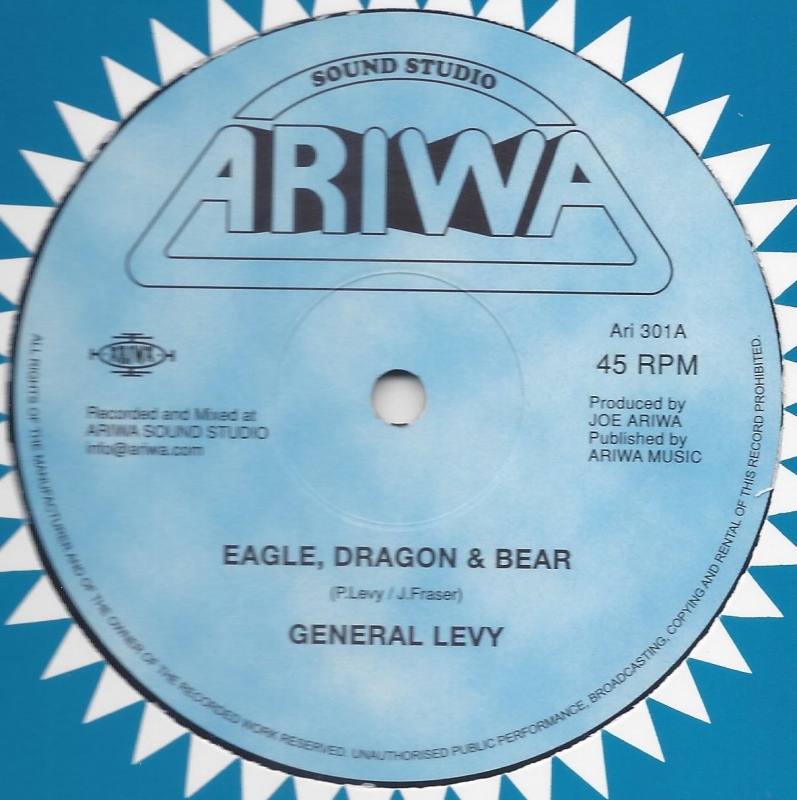 SOUND STUDIO
ARIWA
Ari 301A
45 RPM
ARIWA
Recorded and Mixed at
ARIWA SOUND STUDIO
info@ariwa.com
Produced by
JOE ARIWA
Published by
ARIWA MUSIC
EAGLE, DRAGON & BEAR
(P.Levy / J.Fraser)
GENERAL LEVY
ALL RIGHTS OF THE MANUFACTURER AND OF THE OWNER OF THE RECORDED WORK RESERVED. UNAUTHORISED PUBLIC PERFORMANCE, BROADCASTING, COPYING AND RENTAL OF THIS RECORD PROHIBITED.